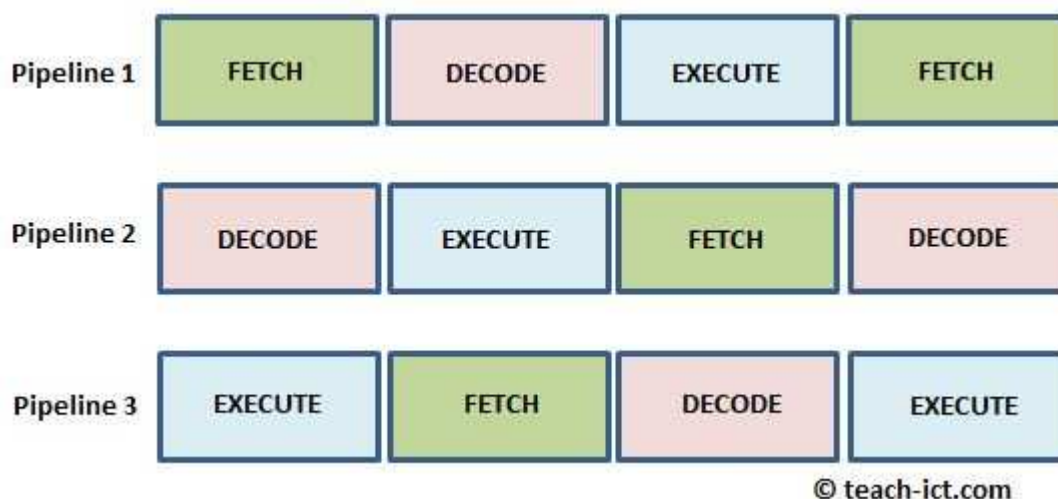 Pipeline 1 FETCH DECODE EXECUTE FETCH
Pipeline 2 DECODE EXECUTE FETCH DECODE
Pipeline 3 EXECUTE FETCH DECODE EXECUTE
© teach-ict.com